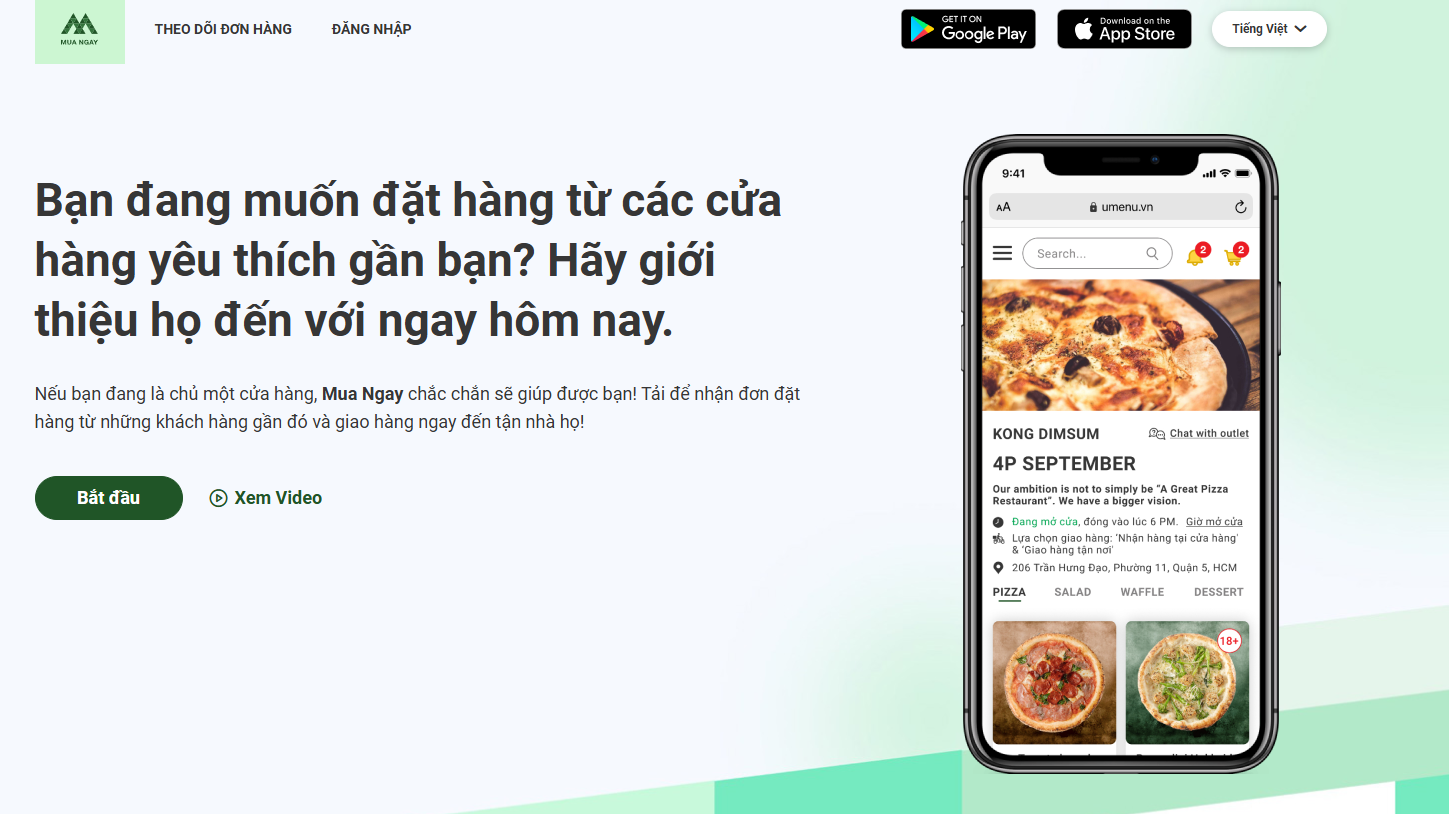 MUA NGAY
THEO DÕI ĐƠN HÀNG
ĐĂNG NHẬP
GET IT ON
Google Play
Download on the
App Store
Tiếng Việt
Bạn đang muốn đặt hàng từ các cửa
hàng yêu thích gần bạn? Hãy giới
thiệu họ đến với ngay hôm nay.
Nếu bạn đang là chủ một cửa hàng, Mua Ngay chắc chắn sẽ giúp được bạn! Tải để nhận đơn đặt
hàng từ những khách hàng gần đó và giao hàng ngay đến tận nhà họ!
Bắt đầu
Xem Video
9:41
AA
umenu.vn
Search...
2
2
KONG DIMSUM
Chat with outlet
4P SEPTEMBER
Our ambition is not to simply be “A Great Pizza
Restaurant”. We have a bigger vision.
Đang mở cửa, đóng vào lúc 6 PM. Giờ mở cửa
Lựa chọn giao hàng: ‘Nhận hàng tại cửa hàng’
& ‘Giao hàng tận nơi’
206 Trần Hưng Đạo, Phường 11, Quận 5, HCM
PIZZA
SALAD
WAFFLE
DESSERT
18+